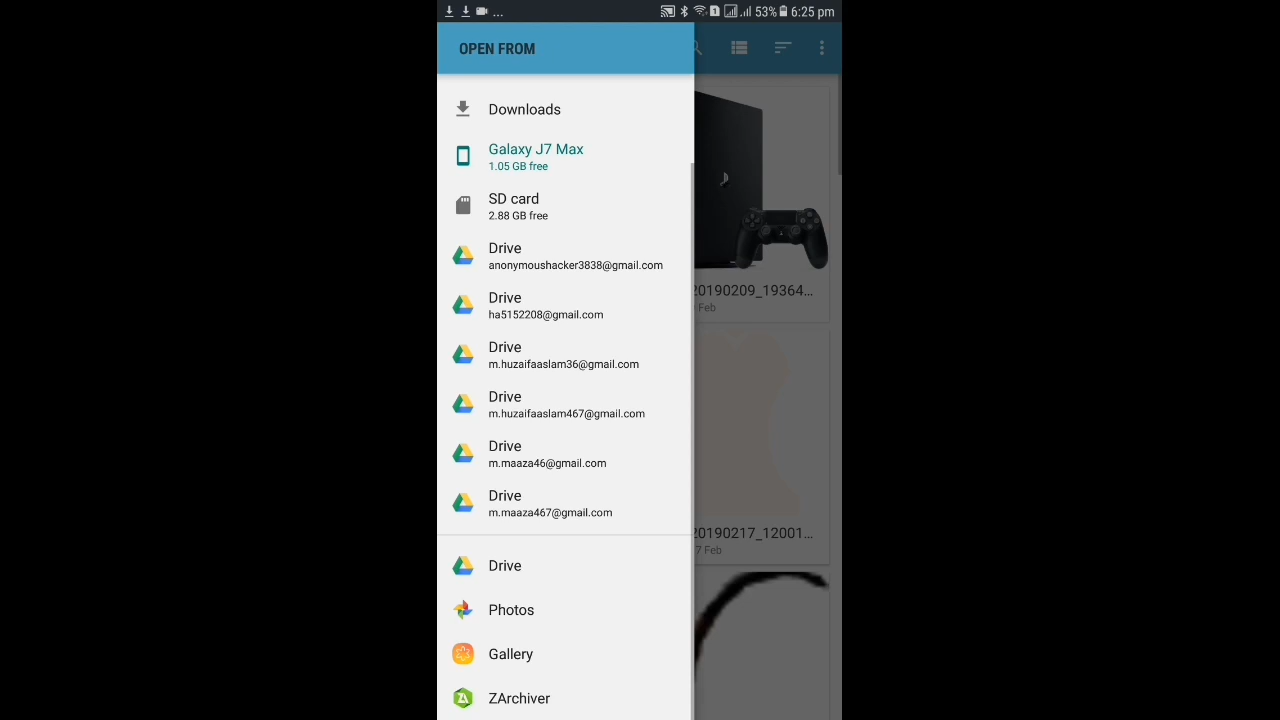 ... 1 53% 6:25 pm
OPEN FROM
Downloads
Galaxy J7 Max
1.05 GB free
SD card
2.88 GB free
Drive
anonymoushacker3838@gmail.com
Drive
ha5152208@gmail.com
Drive
m.huzaifaaslam36@gmail.com
Drive
m.huzaifaaslam467@gmail.com
Drive
m.maaza46@gmail.com
Drive
m.maaza467@gmail.com
Drive
Photos
Gallery
ZArchiver
20190209_19364...
Feb
20190217_12001...
7 Feb